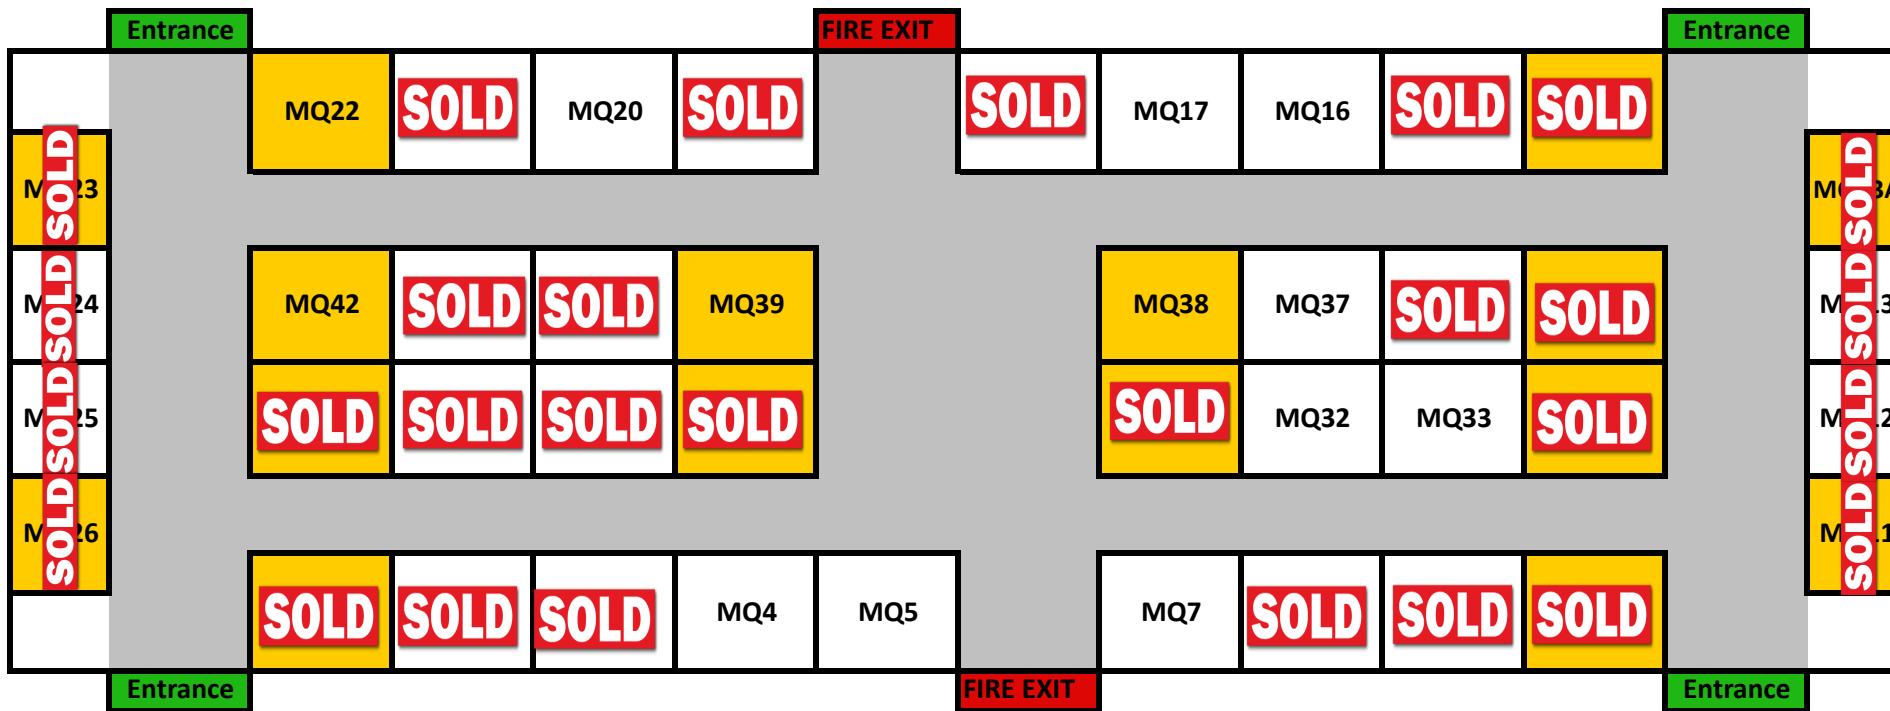 Entrance FIRE EXIT Entrance
MQ22 SOLD MQ20 SOLD SOLD MQ17 MQ16 SOLD SOLD
SOLD SOLD
MQ42 SOLD SOLD MQ39 MQ38 MQ37 SOLD SOLD
SOLD SOLD
SOLD SOLD SOLD SOLD SOLD MQ32 MQ33 SOLD
SOLD SOLD
SOLD SOLD
SOLD SOLD SOLD MQ4 MQ5 MQ7 SOLD SOLD SOLD
Entrance FIRE EXIT Entrance